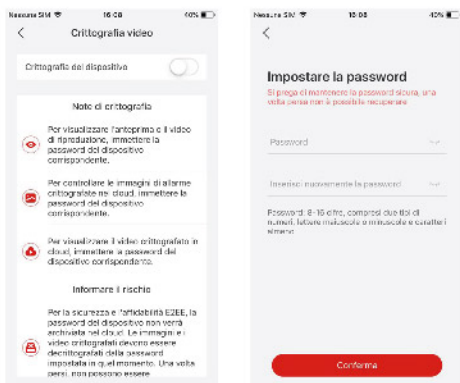 Nessuna SIM 16:08 40%
Crittografia video
Crittografia del dispositivo
Note di crittografia
Per visualizzare l'anteprima e il video
di riproduzione, immettere la
password del dispositivo
corrispondente.
Per controllare le immagini di allarme
crittografate nel cloud, immettere la
password del dispositivo
corrispondente.
Per visualizzare il video crittografato in
cloud, immettere la password del
dispositivo corrispondente.
Informare il rischio
Per la sicurezza e l'affidabilità E2EE, la
password del dispositivo non verrà
archiviata nel cloud. Le immagini e i
video crittografati devono essere
decrittografati dalla password
impostata in quel momento. Una volta
persi, non possono essere
Nessuna SIM 16:08 40%
Impostare la password
Si prega di mantenere la password sicura, una
volta persa non è possibile recuperare
Password
Inserisci nuovamente la password
Password: 8-16 cifre, compresi due tipi di
numeri, lettere maiuscole o minuscole e caratteri
almeno
Conferma